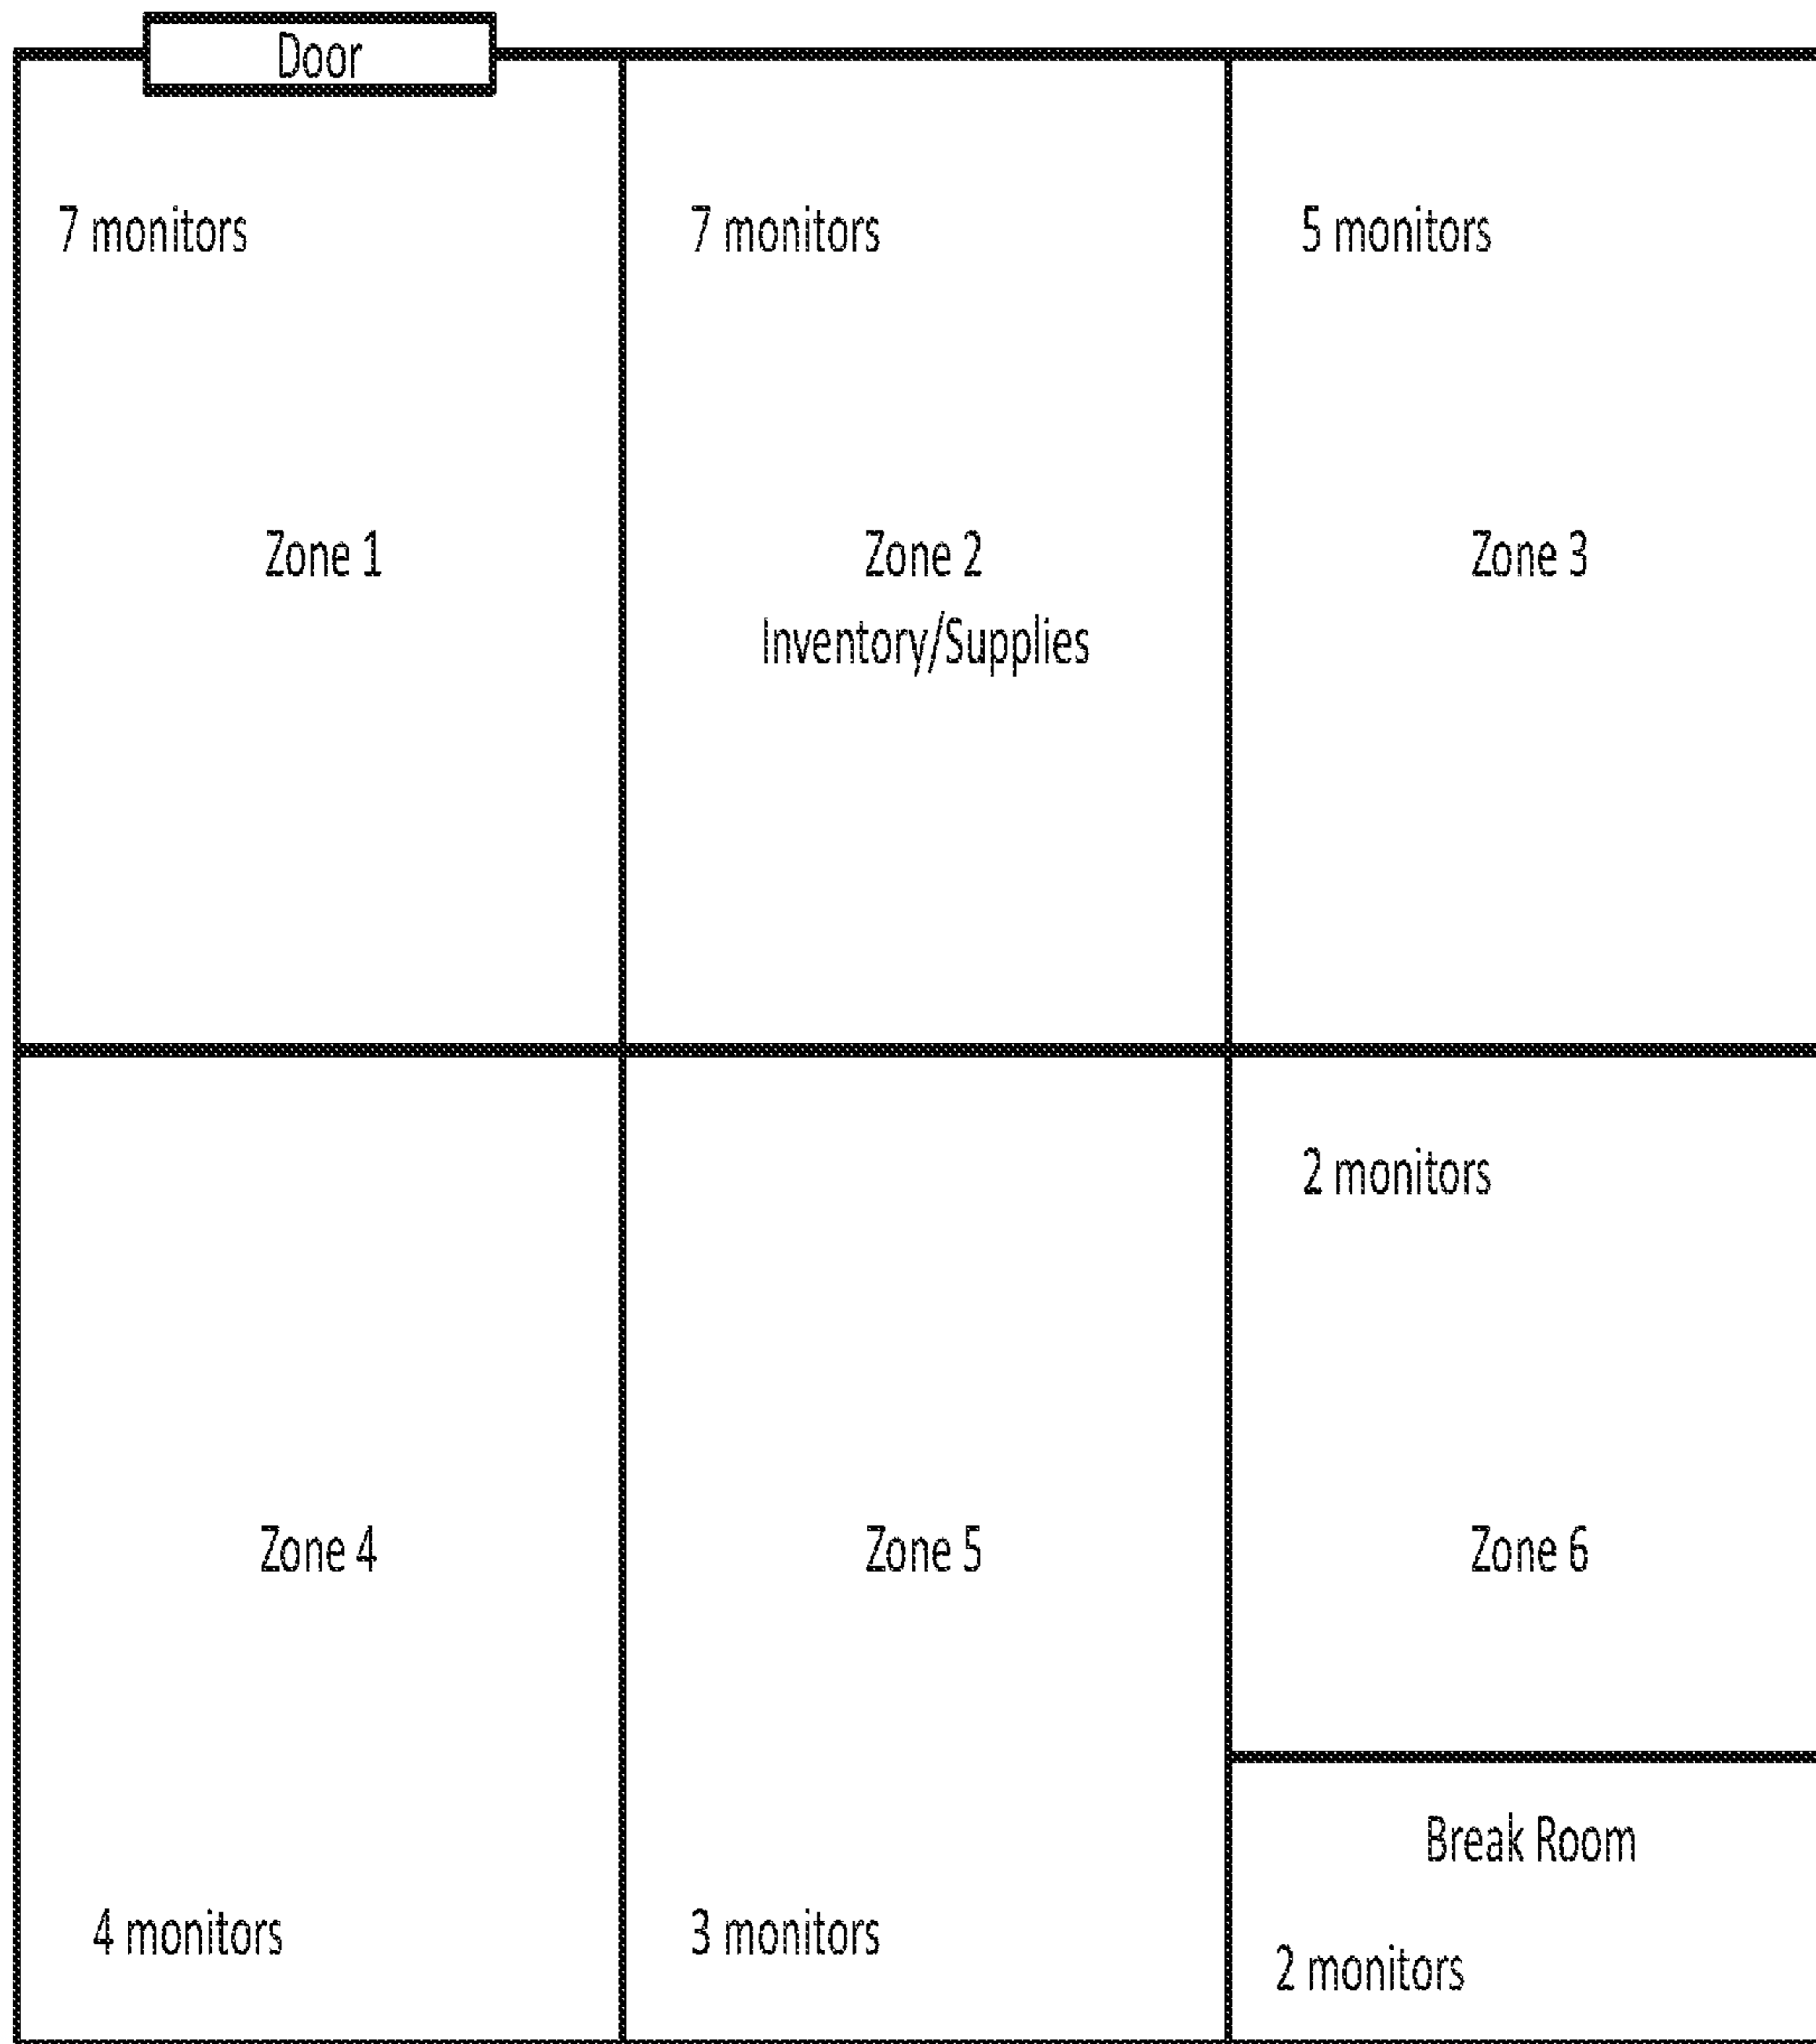 Door
7 monitors
7 monitors
5 monitors
Zone 1
Zone 2
Zone 3
Inventory/Supplies
2 monitors
Zone 4
Zone 5
Zone 6
Break Room
4 monitors
3 monitors
2 monitors